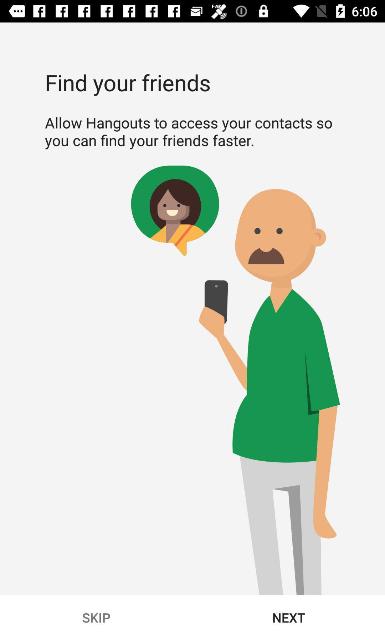 6:06
Find your friends
Allow Hangouts to access your contacts so
you can find your friends faster.
SKIP
NEXT